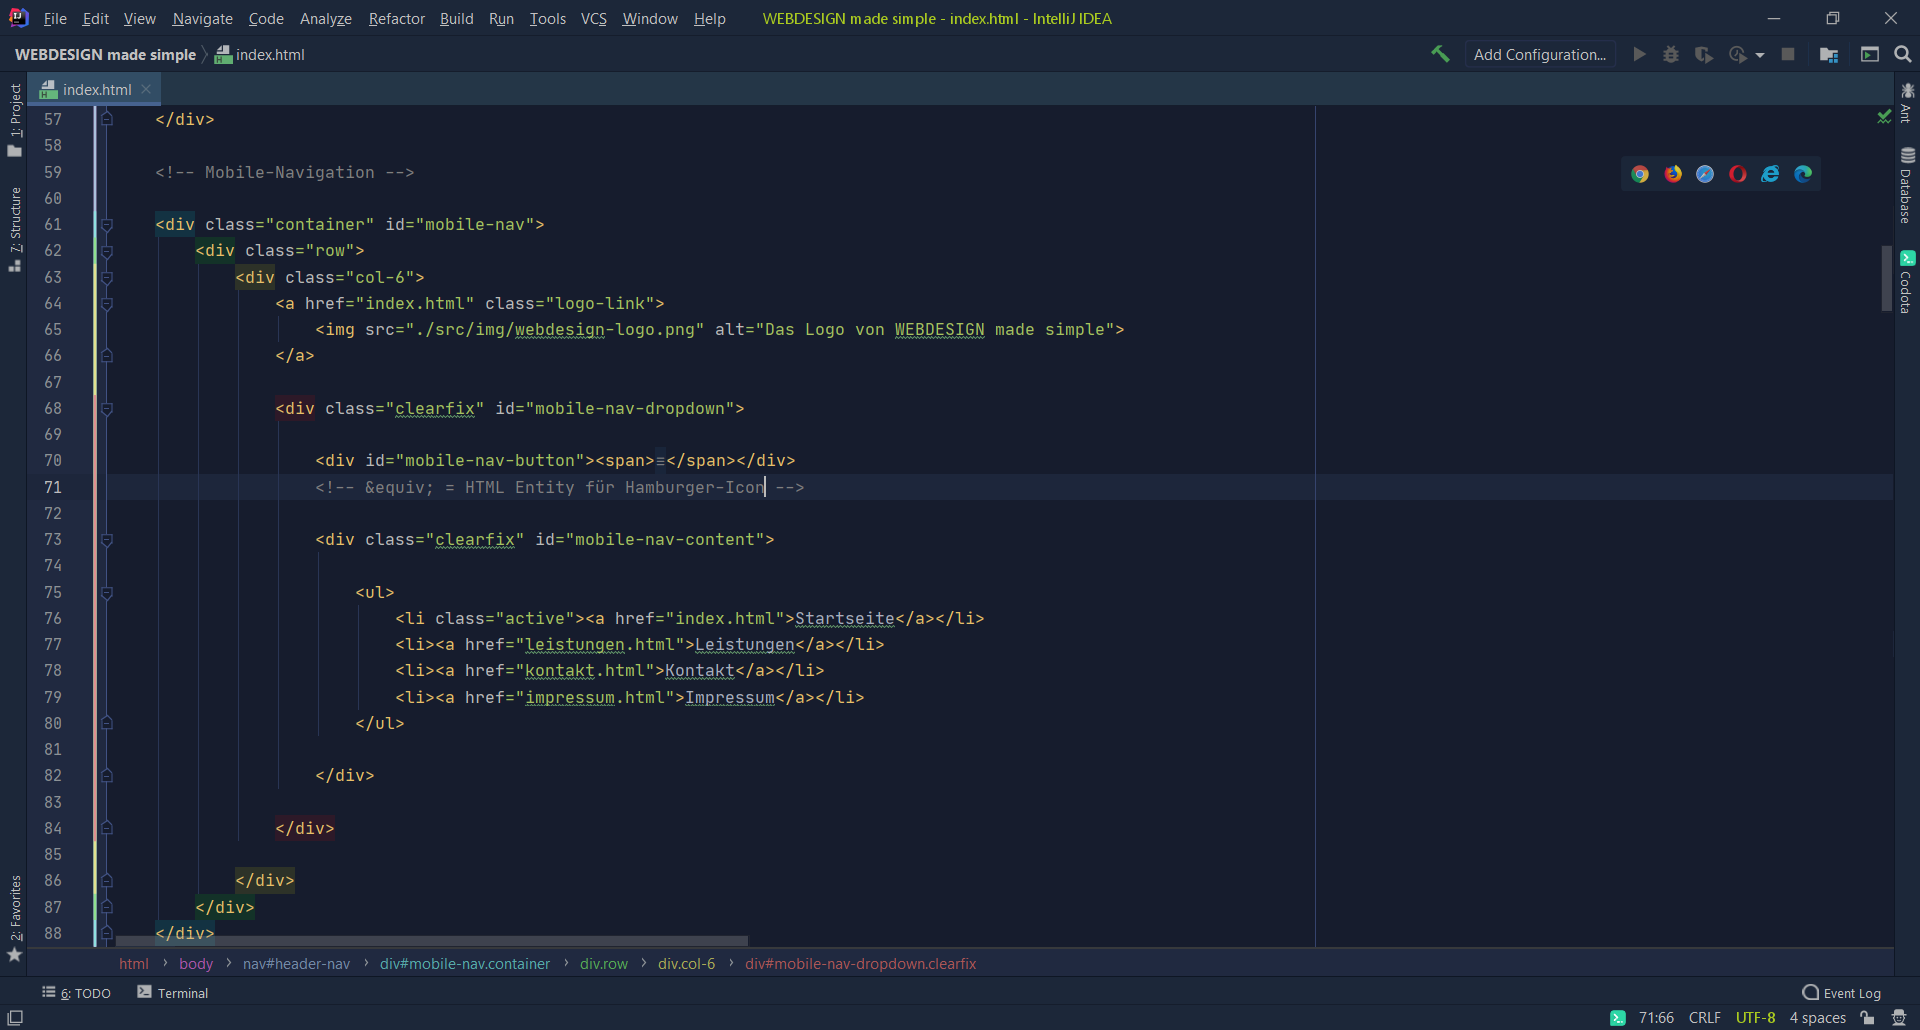 File Edit View Navigate Code Analyze Refactor Build Run Tools VCS Window Help WEBDESIGN made simple - index.html - IntelliJ IDEA
WEBDESIGN made simple index.html Add Configuration...
index.html
1: Project
7: Structure
2: Favorites
57 </div>
58
59 <!-- Mobile-Navigation -->
60
61 <div class="container" id="mobile-nav">
62 <div class="row">
63 <div class="col-6">
64 <a href="index.html" class="logo-link">
65 <img src="./src/img/webdesign-logo.png" alt="Das Logo von WEBDESIGN made simple">
66 </a>
67
68 <div class="clearfix" id="mobile-nav-dropdown">
69
70 <div id="mobile-nav-button"><span>≡</span></div>
71 <!-- &equiv; = HTML Entity für Hamburger-Icon -->
72
73 <div class="clearfix" id="mobile-nav-content">
74
75 <ul>
76 <li class="active"><a href="index.html">Startseite</a></li>
77 <li><a href="leistungen.html">Leistungen</a></li>
78 <li><a href="kontakt.html">Kontakt</a></li>
79 <li><a href="impressum.html">Impressum</a></li>
80 </ul>
81
82 </div>
83
84 </div>
85
86 </div>
87 </div>
88 </div>
Ant
Database
Codota
html › body › nav#header-nav › div#mobile-nav.container › div.row › div.col-6 › div#mobile-nav-dropdown.clearfix
6: TODO Terminal Event Log
71:66 CRLF UTF-8 4 spaces